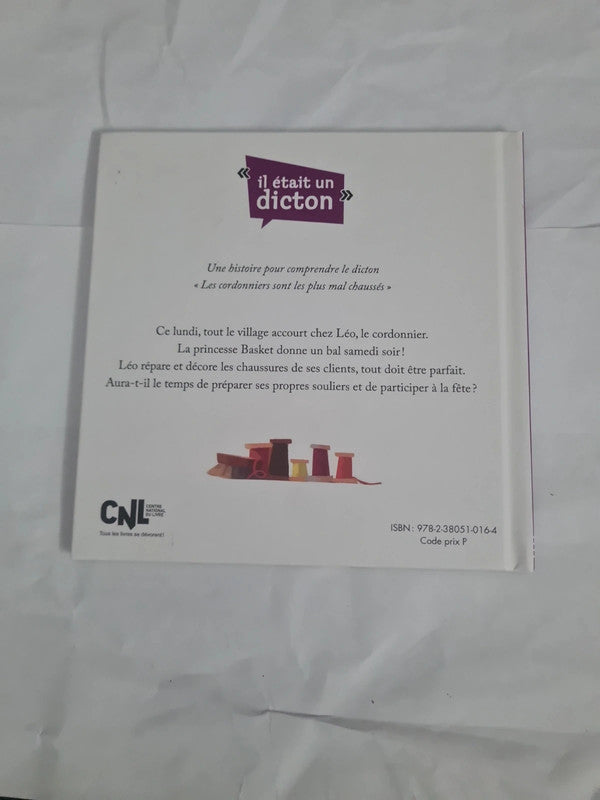 « il était un
dicton »
Une histoire pour comprendre le dicton
« Les cordonniers sont les plus mal chaussés »
Ce lundi, tout le village accourt chez Léo, le cordonnier.
La princesse Basket donne un bal samedi soir !
Léo répare et décore les chaussures de ses clients, tout doit être parfait.
Aura-t-il le temps de préparer ses propres souliers et de participer à la fête ?
CNL
CENTRE
NATIONAL
DU LIVRE
Tous les livres se dévorent !
ISBN : 978-2-38051-016-4
Code prix P